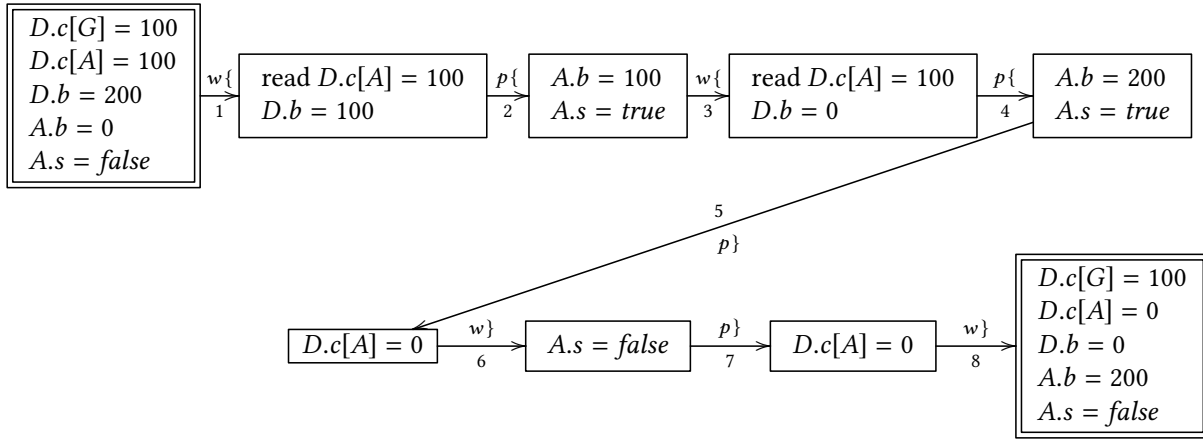 D.c[G] = 100
D.c[A] = 100
D.b = 200
A.b = 0
A.s = false
w{
1
read D.c[A] = 100
D.b = 100
p{
2
A.b = 100
A.s = true
w{
3
read D.c[A] = 100
D.b = 0
p{
4
A.b = 200
A.s = true
5
p}
D.c[A] = 0
w}
6
A.s = false
p}
7
D.c[A] = 0
w}
8
D.c[G] = 100
D.c[A] = 0
D.b = 0
A.b = 200
A.s = false